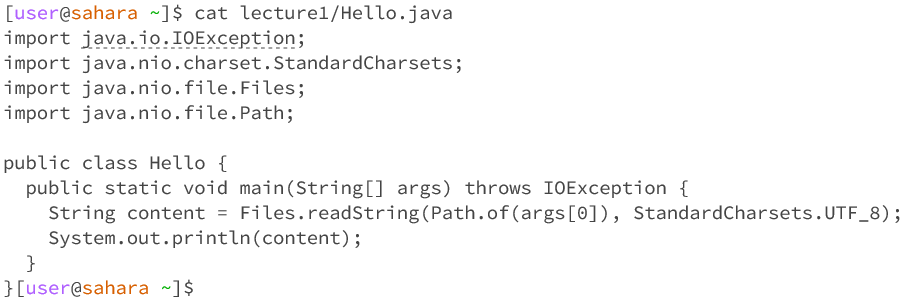 [user@sahara ~]$ cat lecture1/Hello.java
import java.io.IOException;
import java.nio.charset.StandardCharsets;
import java.nio.file.Files;
import java.nio.file.Path;

public class Hello {
  public static void main(String[] args) throws IOException {
    String content = Files.readString(Path.of(args[0]), StandardCharsets.UTF_8);
    System.out.println(content);
  }
}[user@sahara ~]$